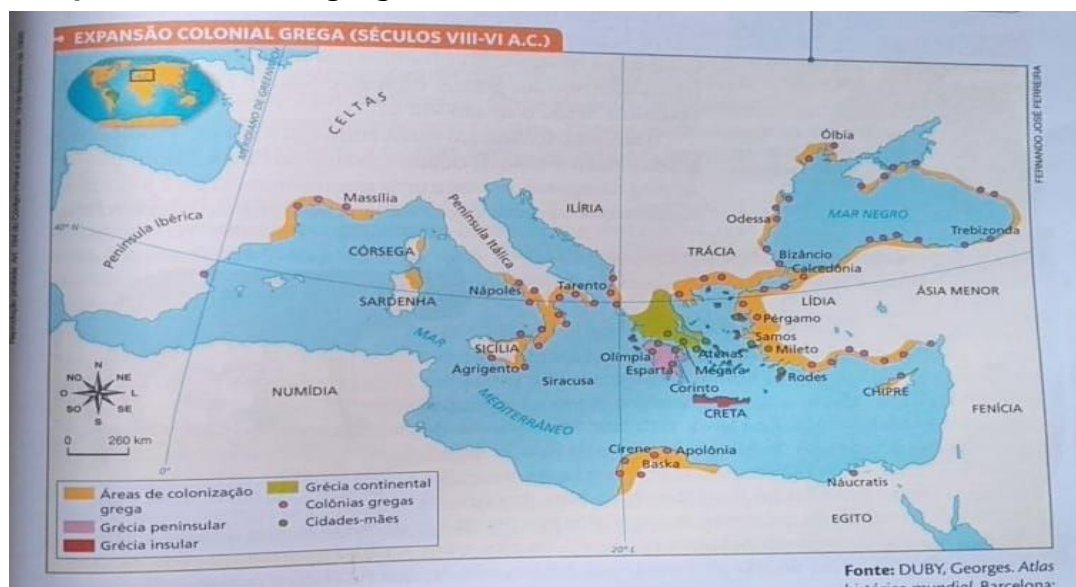 EXPANSÃO COLONIAL GREGA (SÉCULOS VIII-VI A.C.)
MERIDIANO DE GREENWICH
FERNANDO JOSÉ FERREIRA
CELTAS
Ólbia
Península Ibérica
Massília
Península Itálica
ILÍRIA
Odessa
MAR NEGRO
Trebizonda
40° N
CÓRSEGA
TRÁCIA
Bizâncio
Calcedônia
Nápoles
Tarento
LÍDIA
ÁSIA MENOR
SARDENHA
Pérgamo
MAR
Samos
SICÍLIA
Olímpia
Atenas
Mileto
Agrigento
Esparta
Mégara
Rodes
Siracusa
Corinto
CHIPRE
N
NO
NE
O
L
SO
SE
S
NUMÍDIA
MEDITERRÂNEO
CRETA
FENÍCIA
0 260 km
Cirene
Apolônia
Baska
0°
Náucratis
EGITO
20° L
Áreas de colonização
grega
Grécia peninsular
Grécia insular
Grécia continental
Colônias gregas
Cidades-mães
Fonte: DUBY, Georges. Atlas
histórico mundial. Barcelona: